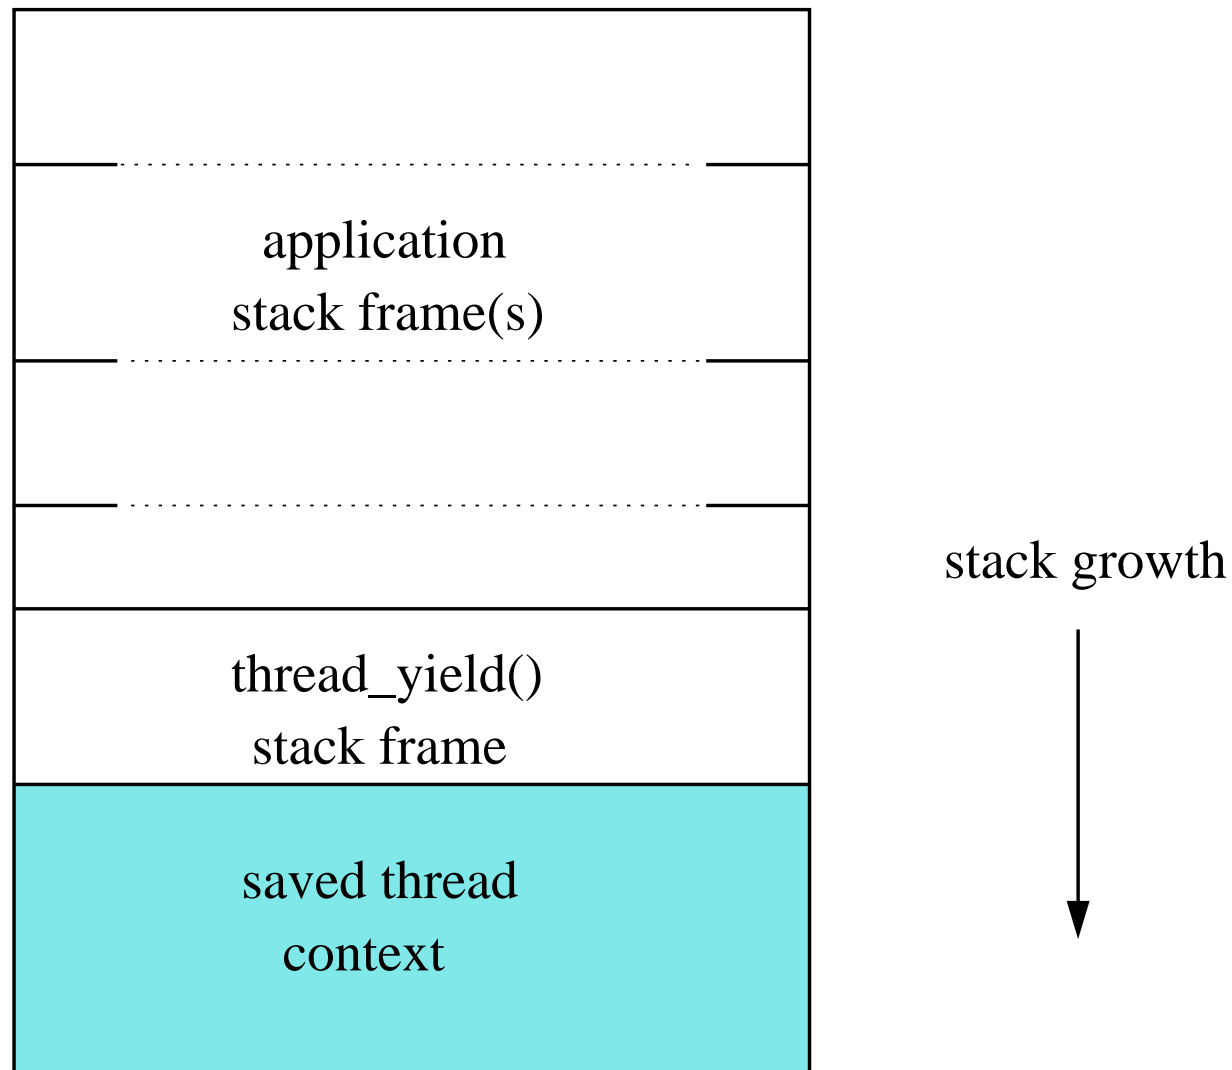 application
stack frame(s)
stack growth
thread_yield()
stack frame
saved thread
context